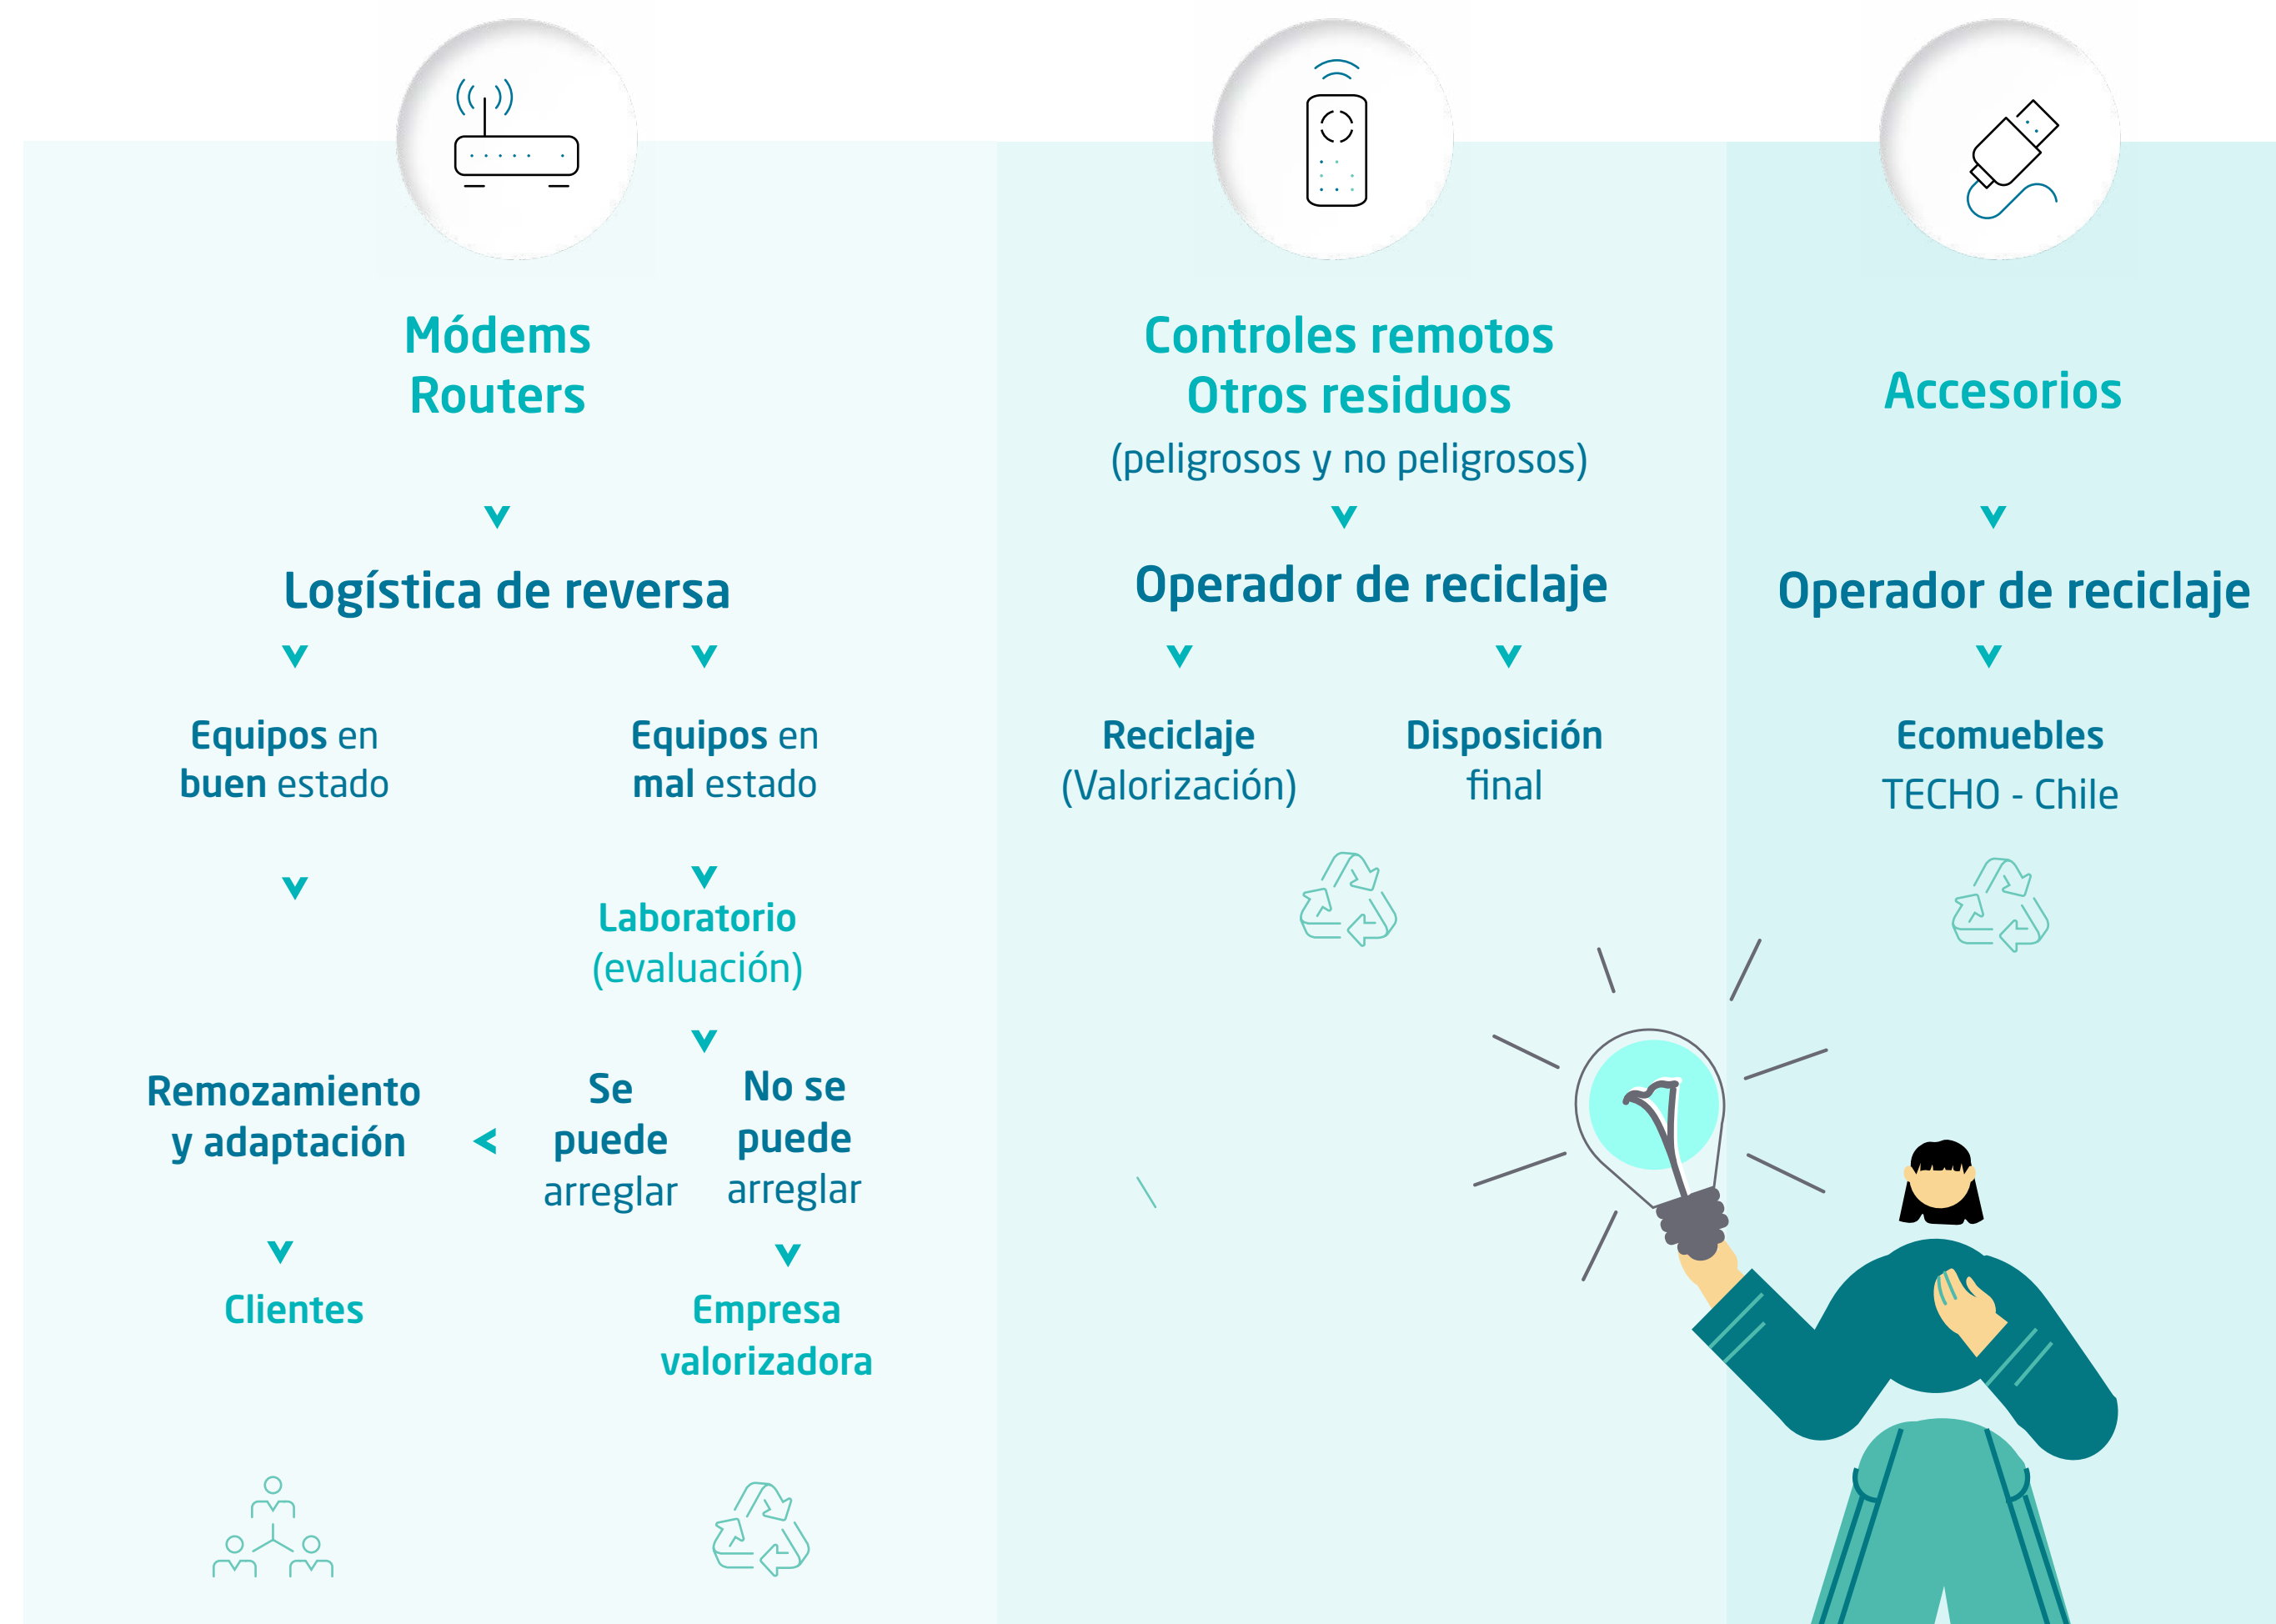 Módems
Routers
Logística de reversa
Equipos en
buen estado
Equipos en
mal estado
Laboratorio
(evaluación)
Remozamiento
y adaptación
Se
puede
arreglar
No se
puede
arreglar
Clientes
Empresa
valorizadora
Controles remotos
Otros residuos
(peligrosos y no peligrosos)
Operador de reciclaje
Reciclaje
(Valorización)
Disposición
final
Accesorios
Operador de reciclaje
Ecomuebles
TECHO - Chile